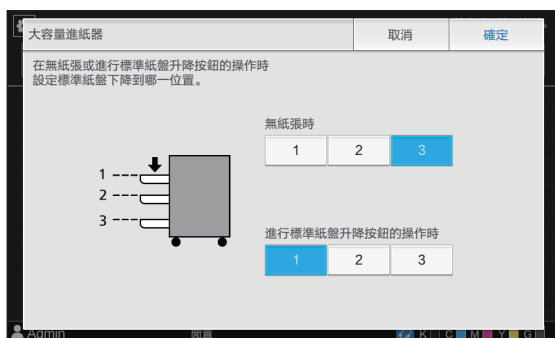 大容量進紙器
取消
確定
在無紙張或進行標準紙盤升降按鈕的操作時
設定標準紙盤下降到哪一位置。
無紙張時
1 2 3
1
2
3
進行標準紙盤升降按鈕的操作時
1 2 3
Admin
閒置
K C M Y G